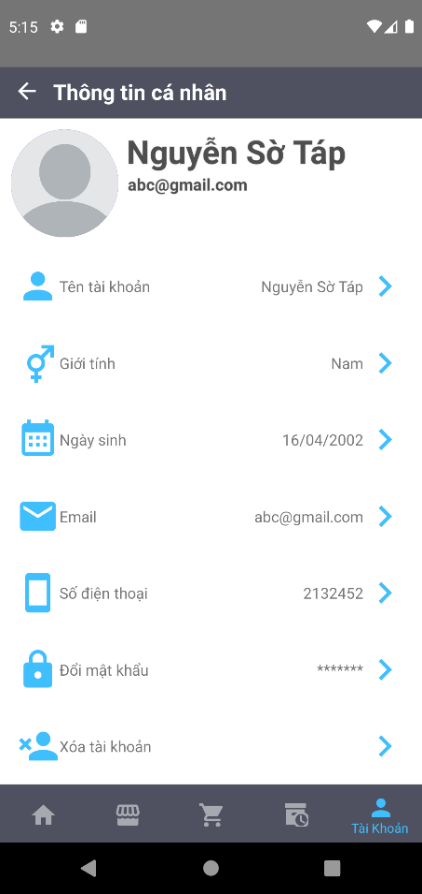 5:15
Thông tin cá nhân
Nguyễn Sờ Táp
abc@gmail.com
Tên tài khoản
Nguyễn Sờ Táp
Giới tính
Nam
Ngày sinh
16/04/2002
Email
abc@gmail.com
Số điện thoại
2132452
Đổi mật khẩu
*******
Xóa tài khoản
Tài Khoản